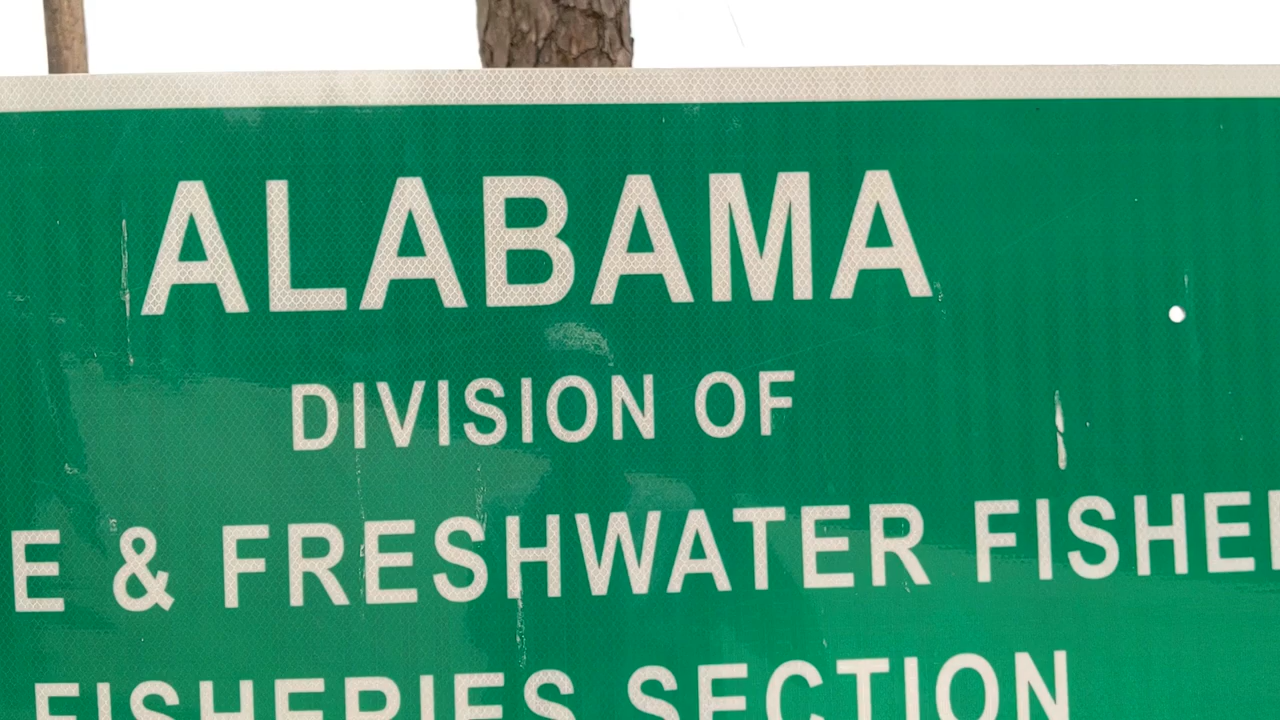 ALABAMA
DIVISION OF
E & FRESHWATER FISHE
FISHERIES SECTION